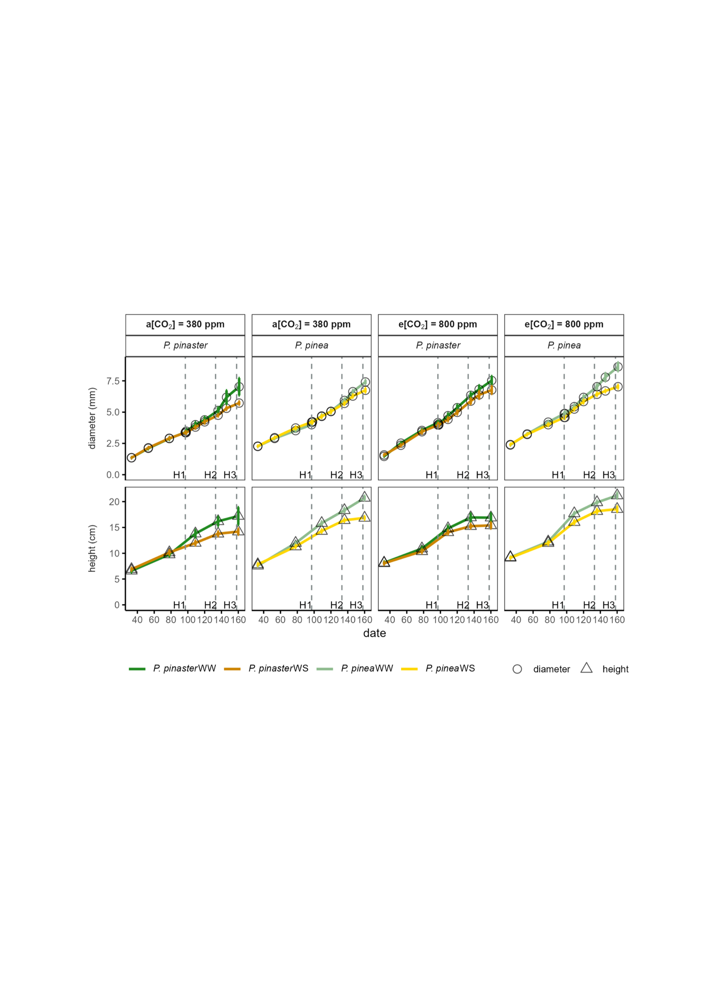 a[CO₂] = 380 ppm a[CO₂] = 380 ppm e[CO₂] = 800 ppm e[CO₂] = 800 ppm
P. pinaster P. pinea P. pinaster P. pinea
diameter (mm)
7.5
5.0
2.5
0.0
H1 H2 H3 H1 H2 H3 H1 H2 H3 H1 H2 H3
height (cm)
20
15
10
5
0
H1 H2 H3 H1 H2 H3 H1 H2 H3 H1 H2 H3
40 60 80 100 120 140 160 40 60 80 100 120 140 160 40 60 80 100 120 140 160 40 60 80 100 120 140 160
date
P. pinasterWW P. pinasterWS P. pineaWW P. pineaWS diameter height